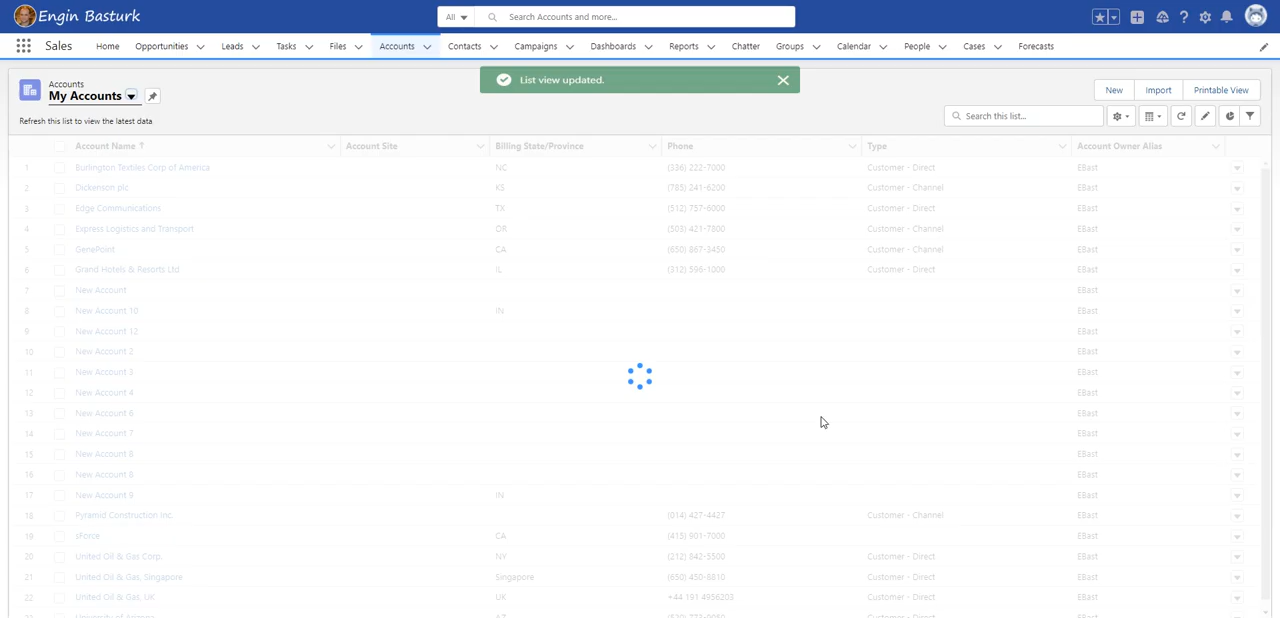 Engin Basturk
All
Search Accounts and more...
Sales
Home Opportunities Leads Tasks Files Accounts Contacts Campaigns Dashboards Reports Chatter Groups Calendar People Cases Forecasts
List view updated.
Accounts
My Accounts
New Import Printable View
Refresh this list to view the latest data
Search this list...
Account Name ↑ Account Site Billing State/Province Phone Type Account Owner Alias
1 Burlington Textiles Corp of America NC (336) 222-7000 Customer - Direct EBast
2 Dickenson plc KS (785) 241-6200 Customer - Channel EBast
3 Edge Communications TX (512) 757-6000 Customer - Direct EBast
4 Express Logistics and Transport OR (503) 421-7800 Customer - Channel EBast
5 GenePoint CA (650) 867-3450 Customer - Channel EBast
6 Grand Hotels & Resorts Ltd IL (312) 596-1000 Customer - Direct EBast
7 New Account EBast
8 New Account 10 IN EBast
9 New Account 12 EBast
10 New Account 2 EBast
11 New Account 3 EBast
12 New Account 4 EBast
13 New Account 6 EBast
14 New Account 7 EBast
15 New Account 8 EBast
16 New Account 8 EBast
17 New Account 9 IN EBast
18 Pyramid Construction Inc. (014) 427-4427 Customer - Channel EBast
19 sForce CA (415) 901-7000 EBast
20 United Oil & Gas Corp. NY (212) 842-5500 Customer - Direct EBast
21 United Oil & Gas, Singapore Singapore (650) 450-8810 Customer - Direct EBast
22 United Oil & Gas, UK UK +44 191 4956203 Customer - Direct EBast
23 University of Arizona AZ (520) 773-9050 Customer - Direct EBast